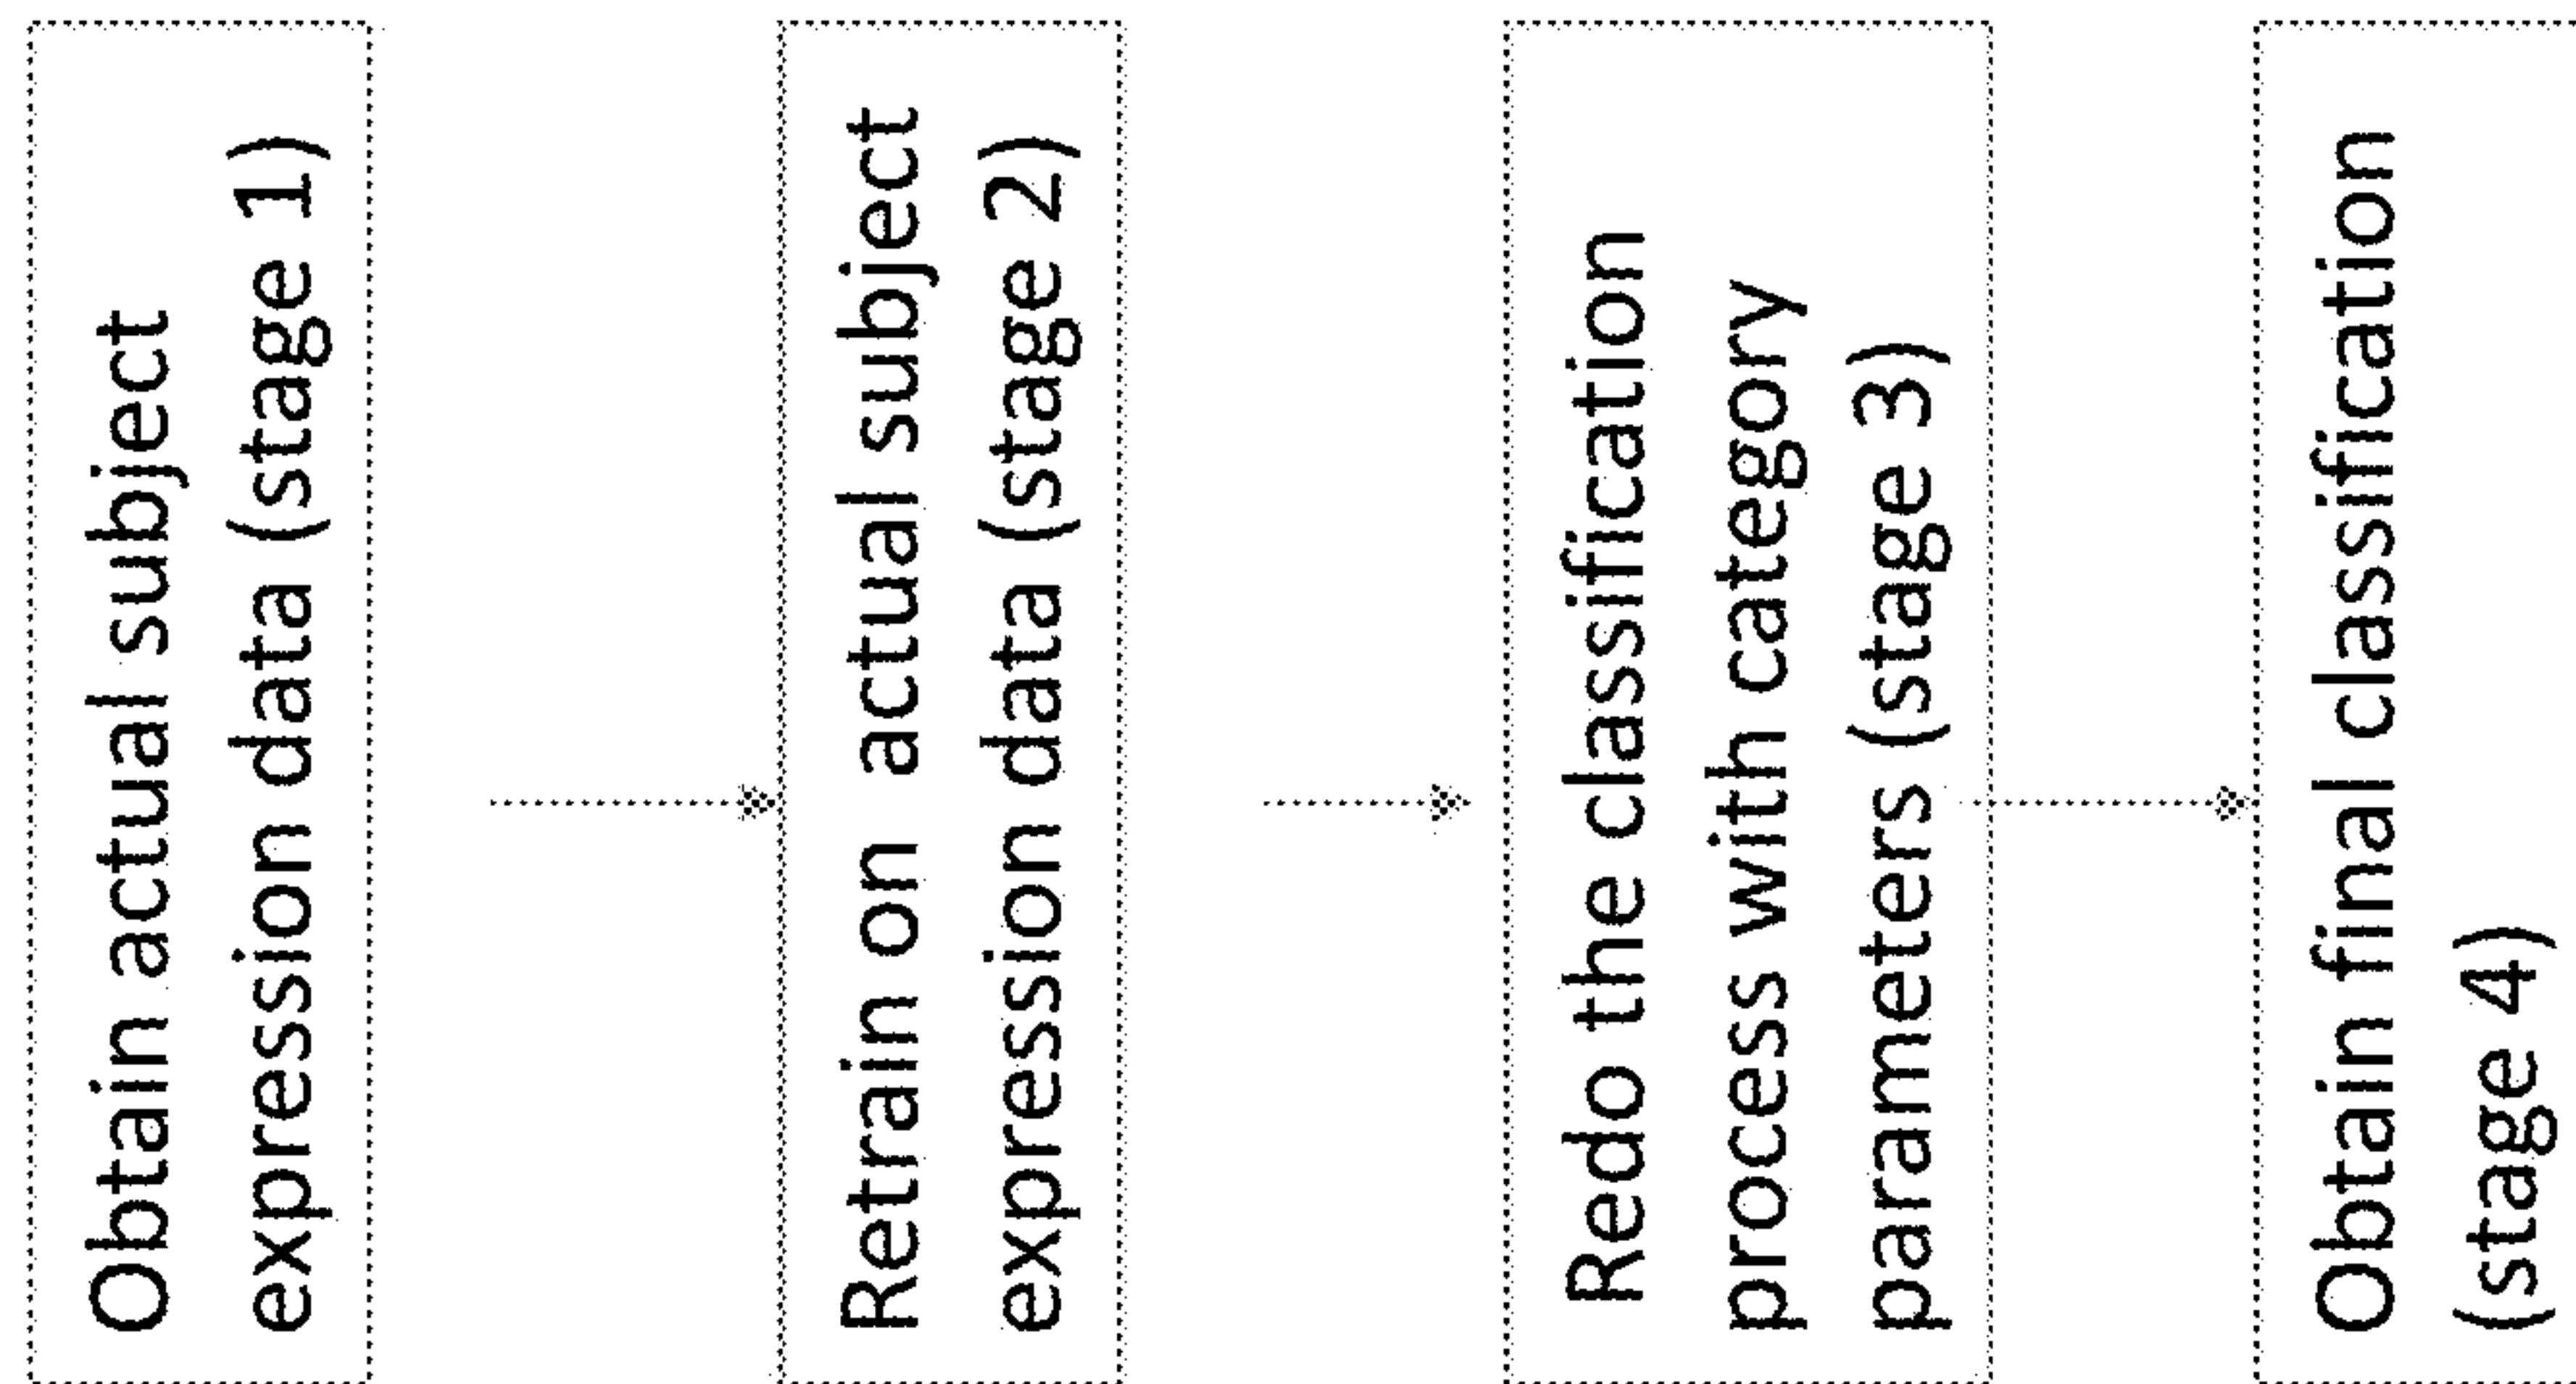 Obtain actual subject
expression data (stage 1)
Retrain on actual subject
expression data (stage 2)
Redo the classification
process with category
parameters (stage 3)
Obtain final classification
(stage 4)